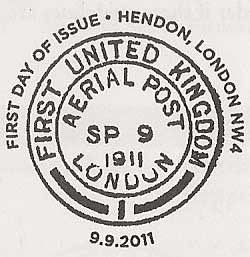 FIRST DAY OF ISSUE • HENDON, LONDON NW4
FIRST UNITED KINGDOM
AERIAL POST
SP 9
1911
LONDON
1
9.9.2011